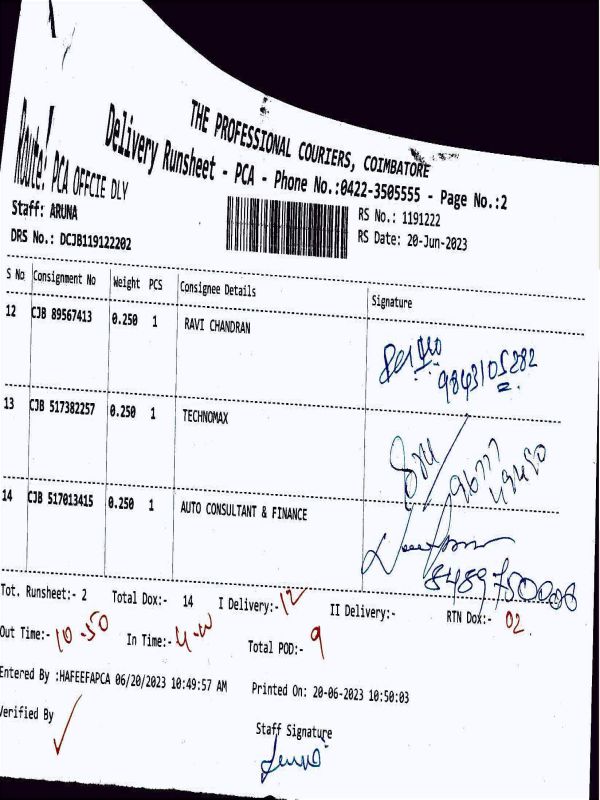 THE PROFESSIONAL COURIERS, COIMBATORE
Delivery Runsheet - PCA - Phone No.:0422-3505555 - Page No.:2
Route: PCA OFFCIE DLY
Staff: ARUNA
RS No.: 1191222
DRS No.: DCJB119122202
RS Date: 20-Jun-2023
S No Consignment No Weight PCS Consignee Details Signature
12 CJB 89567413 0.250 1 RAVI CHANDRAN
9843105282
13 CJB 517382257 0.250 1 TECHNOMAX
14 CJB 517013415 0.250 1 AUTO CONSULTANT & FINANCE
8489750006
Tot. Runsheet:- 2 Total Dox:- 14 I Delivery:- 12 II Delivery:- RTN Dox:- 02
Out Time:- 10.50 In Time:- Total POD:- 9
Entered By :HAFEEFAPCA 06/20/2023 10:49:57 AM Printed On: 20-06-2023 10:50:03
Verified By
Staff Signature